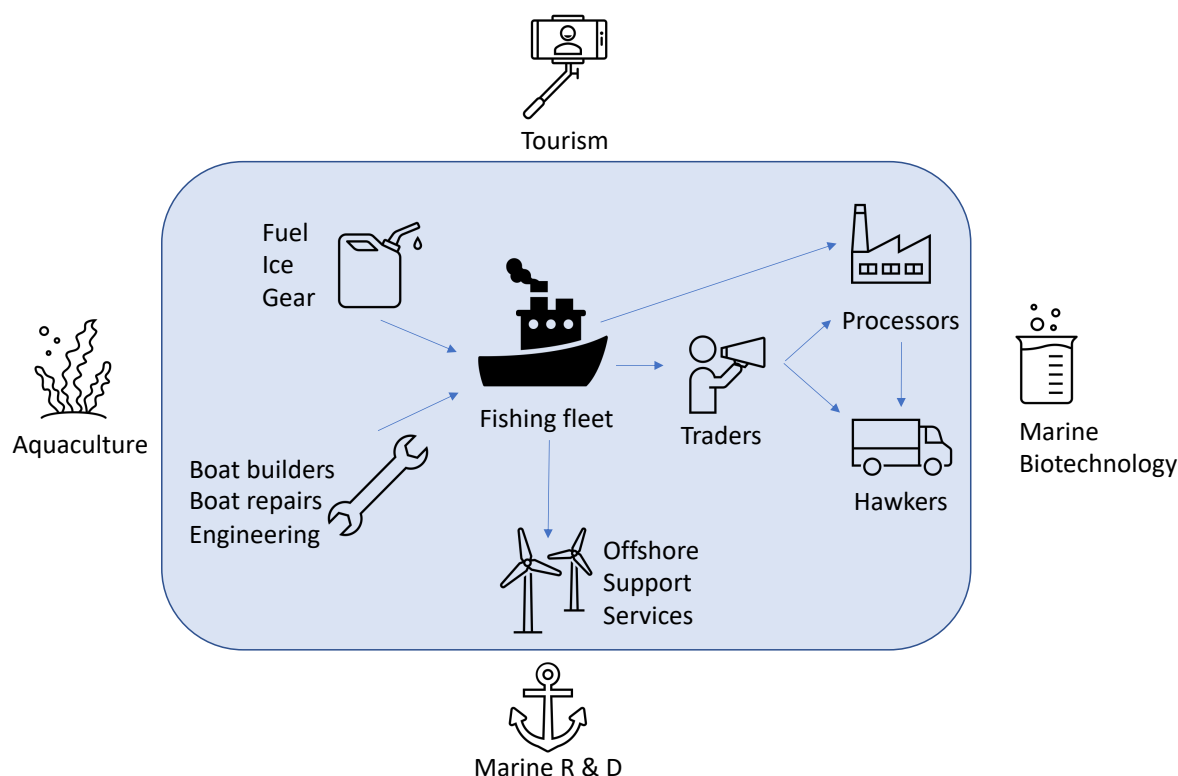 Tourism
Fuel
Ice
Gear
Processors
Fishing fleet
Traders
Aquaculture
Marine
Biotechnology
Boat builders
Boat repairs
Engineering
Hawkers
Offshore
Support
Services
Marine R & D